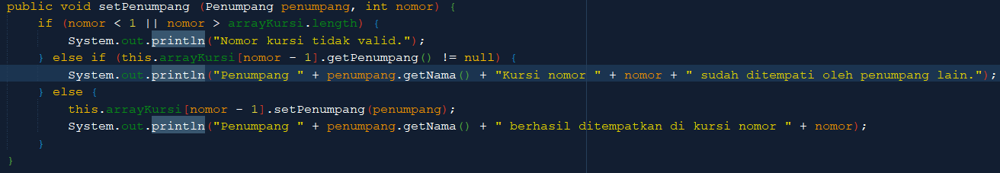 public void setPenumpang (Penumpang penumpang, int nomor) {
if (nomor < 1 || nomor > arrayKursi.length) {
System.out.println("Nomor kursi tidak valid.");
} else if (this.arrayKursi[nomor - 1].getPenumpang() != null) {
System.out.println("Penumpang " + penumpang.getNama() + "Kursi nomor " + nomor + " sudah ditempati oleh penumpang lain.");
} else {
this.arrayKursi[nomor - 1].setPenumpang(penumpang);
System.out.println("Penumpang " + penumpang.getNama() + " berhasil ditempatkan di kursi nomor " + nomor);
}
}